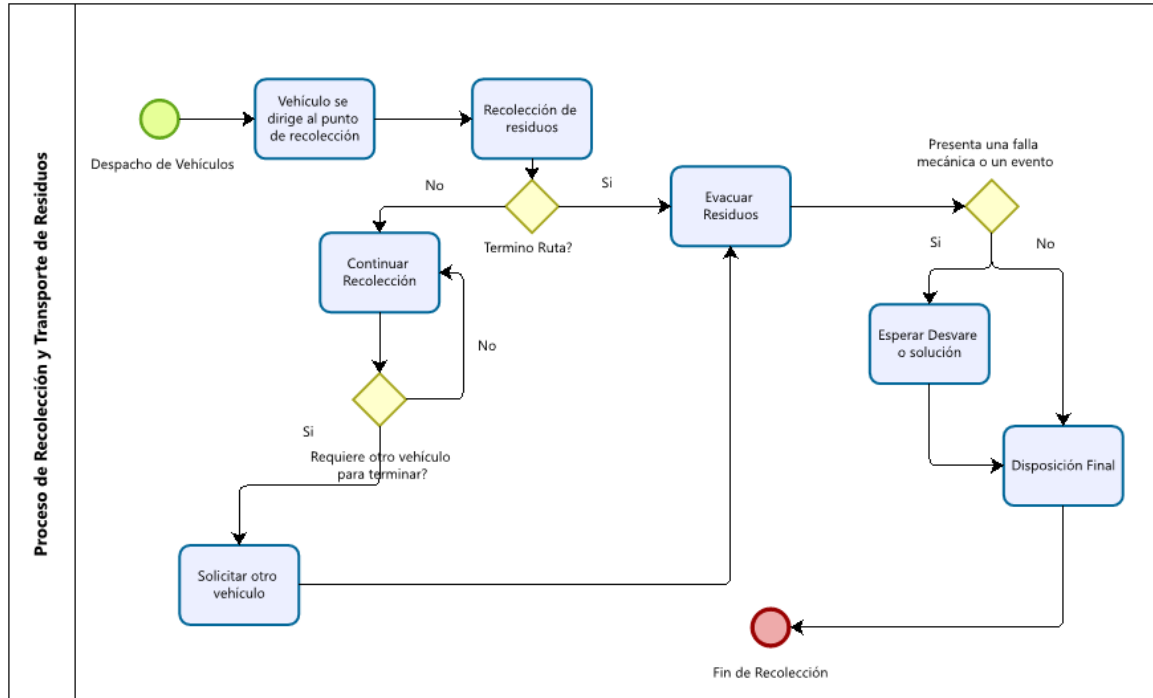 Proceso de Recolección y Transporte de Residuos
Despacho de Vehículos
Vehículo se
dirige al punto
de recolección
Recolección de
residuos
Termino Ruta?
No
Si
Continuar
Recolección
No
Requiere otro vehículo
para terminar?
Si
Solicitar otro
vehículo
Evacuar
Residuos
Presenta una falla
mecánica o un evento
Si
No
Esperar Desvare
o solución
Disposición Final
Fin de Recolección